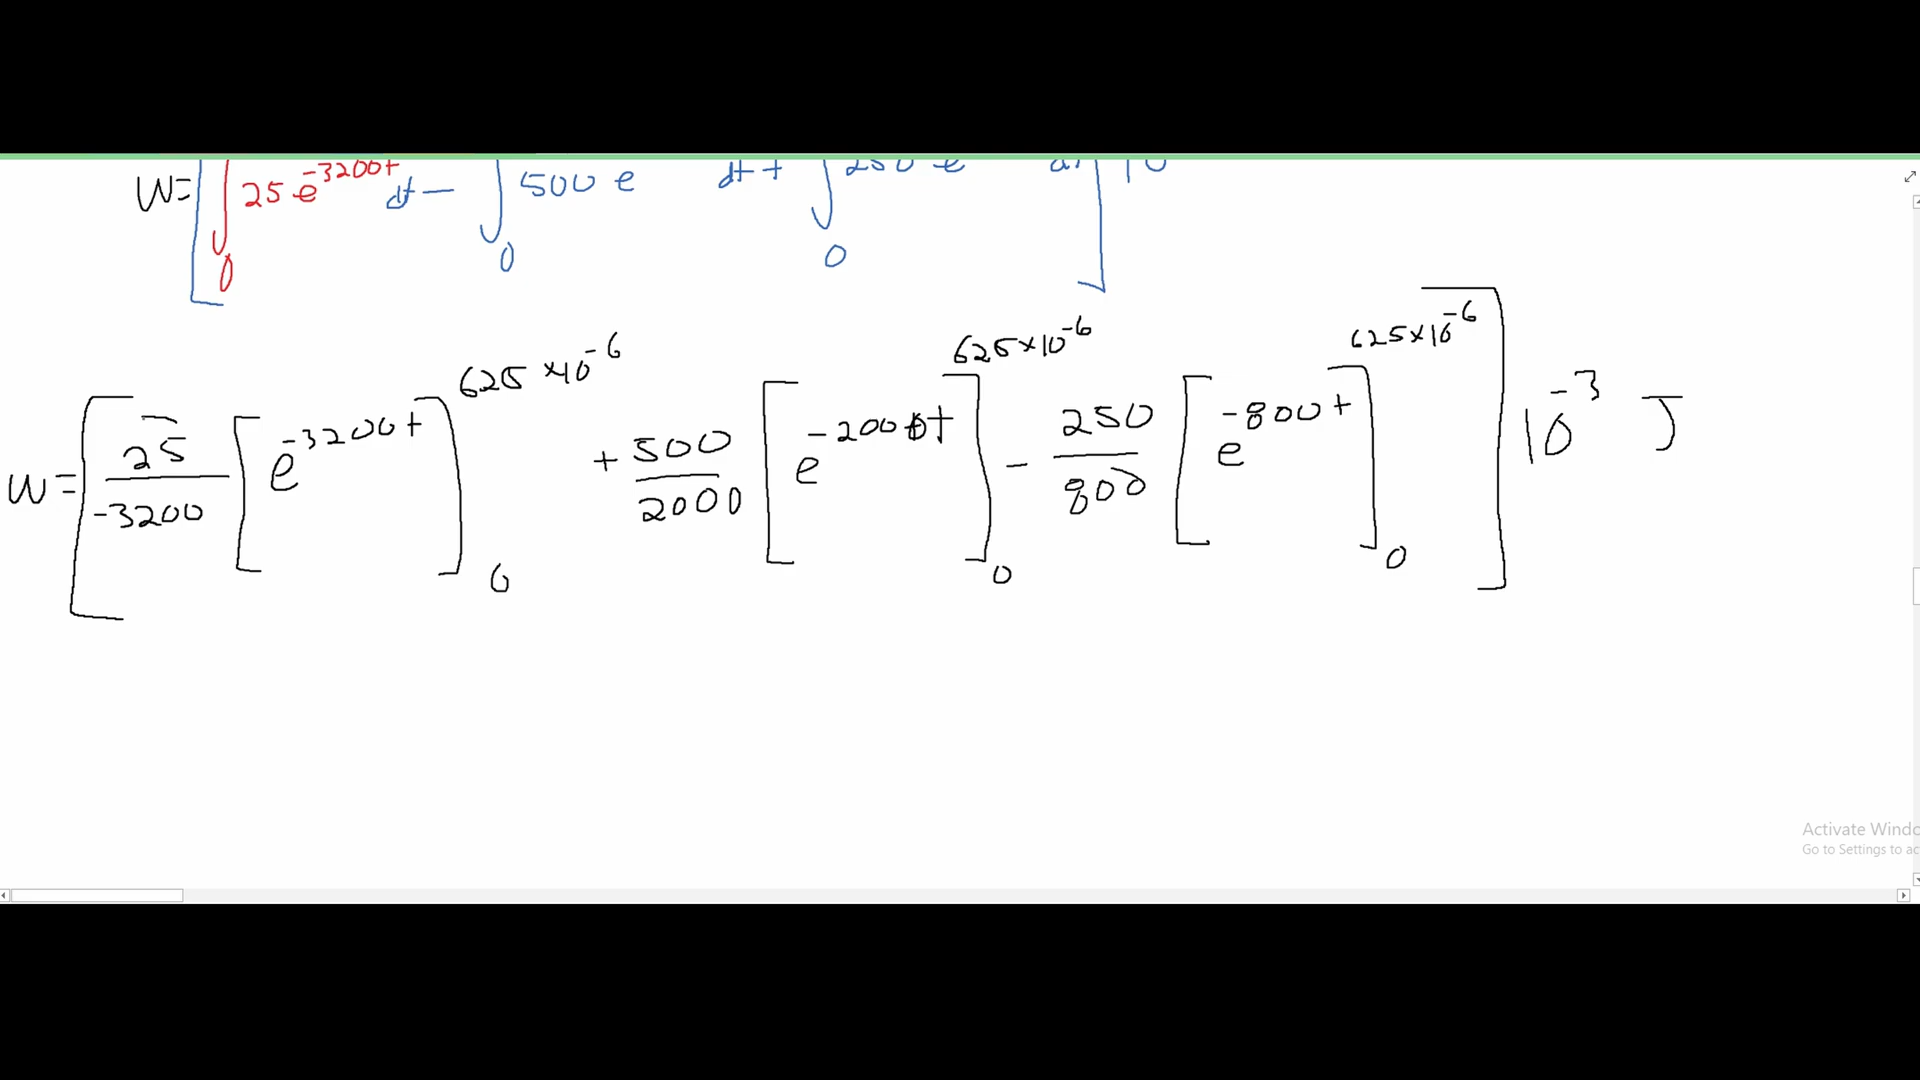 W= [ ∫₀ 25 e^{-3200t} dt − ∫₀ 500 e dt + ∫₀ 250 e dt ] 10
W= [ 25/-3200 [ e^{-3200t} ]₀^{625×10^{-6}} + 500/2000 [ e^{-2000t} ]₀^{625×10^{-6}} − 250/800 [ e^{-800t} ]₀^{625×10^{-6}} ] 10^{-3} J
Activate Windo
Go to Settings to ac